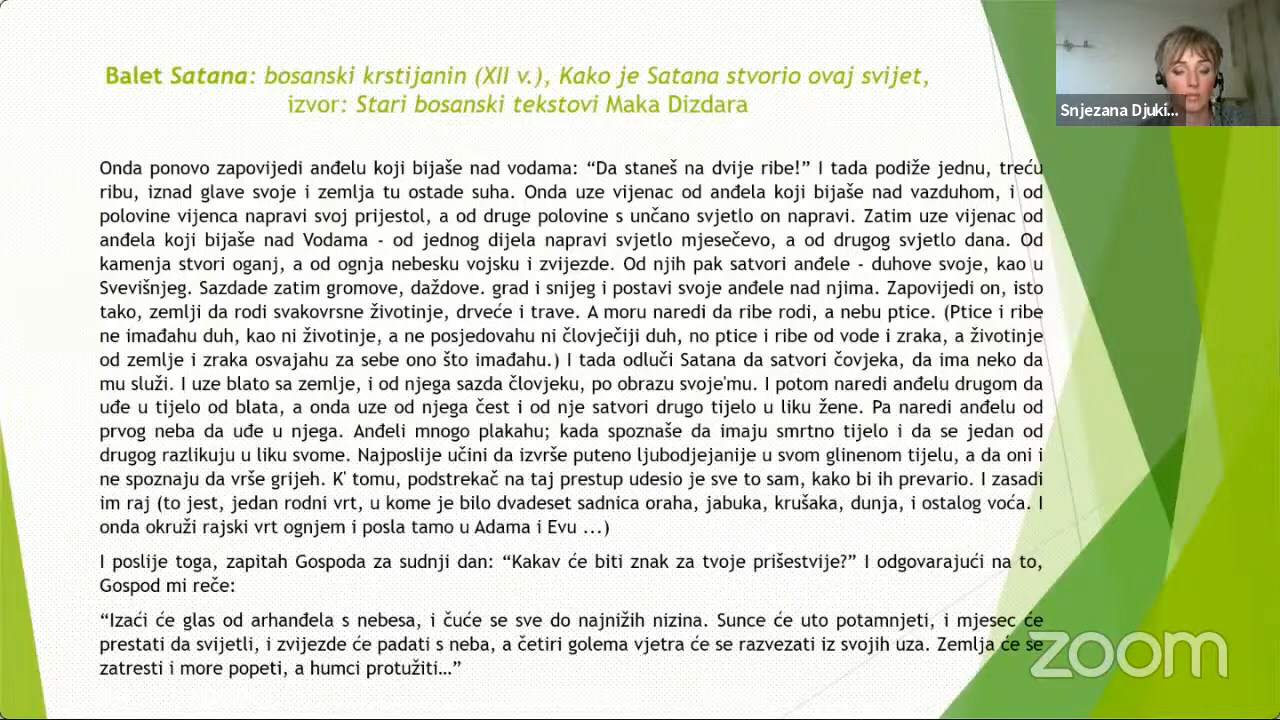 Balet Satana: bosanski krstijanin (XII v.), Kako je Satana stvorio ovaj svijet,
izvor: Stari bosanski tekstovi Maka Dizdara
Snjezana Djuki...
Onda ponovo zapovijedi anđelu koji bijaše nad vodama: “Da staneš na dvije ribe!” I tada podiže jednu, treću
ribu, iznad glave svoje i zemlja tu ostade suha. Onda uze vijenac od anđela koji bijaše nad vazduhom, i od
polovine vijenca napravi svoj prijestol, a od druge polovine s unčano svjetlo on napravi. Zatim uze vijenac od
anđela koji bijaše nad Vodama - od jednog dijela napravi svjetlo mjesečevo, a od drugog svjetlo dana. Od
kamenja stvori oganj, a od ognja nebesku vojsku i zvijezde. Od njih pak satvori anđele - duhove svoje, kao u
Svevišnjeg. Sazdade zatim gromove, daždove. grad i snijeg i postavi svoje anđele nad njima. Zapovijedi on, isto
tako, zemlji da rodi svakovrsne životinje, drveće i trave. A moru naredi da ribe rodi, a nebu ptice. (Ptice i ribe
ne imađahu duh, kao ni životinje, a ne posjedovahu ni čovječiji duh, no ptice i ribe od vode i zraka, a životinje
od zemlje i zraka osvajahu za sebe ono što imađahu.) I tada odluči Satana da satvori čovjeka, da ima neko da
mu služi. I uze blato sa zemlje, i od njega sazda človjeku, po obrazu svoje'mu. I potom naredi anđelu drugom da
uđe u tijelo od blata, a onda uze od njega čest i od nje satvori drugo tijelo u liku žene. Pa naredi anđelu od
prvog neba da uđe u njega. Anđeli mnogo plakahu; kada spoznaše da imaju smrtno tijelo i da se jedan od
drugog razlikuju u liku svome. Najposlije učini da izvrše puteno ljubodjejanije u svom glinenom tijelu, a da oni i
ne spoznaju da vrše grijeh. K' tomu, podstrekač na taj prestup udesio je sve to sam, kako bi ih prevario. I zasadi
im raj (to jest, jedan rodni vrt, u kome je bilo dvadeset sadnica oraha, jabuka, krušaka, dunja, i ostalog voća. I
onda okruži rajski vrt ognjem i posla tamo u Adama i Evu ...)
I poslije toga, zapitah Gospoda za sudnji dan: “Kakav će biti znak za tvoje prišestvije?” I odgovarajući na to,
Gospod mi reče:
“Izaći će glas od arhanđela s nebesa, i čuće se sve do najnižih nizina. Sunce će uto potamnjeti, i mjesec će
prestati da svijetli, i zvijezde će padati s neba, a četiri golema vjetra će se razvezati iz svojih uza. Zemlja će se
zatresti i more popeti, a humci protužiti…”
zoom